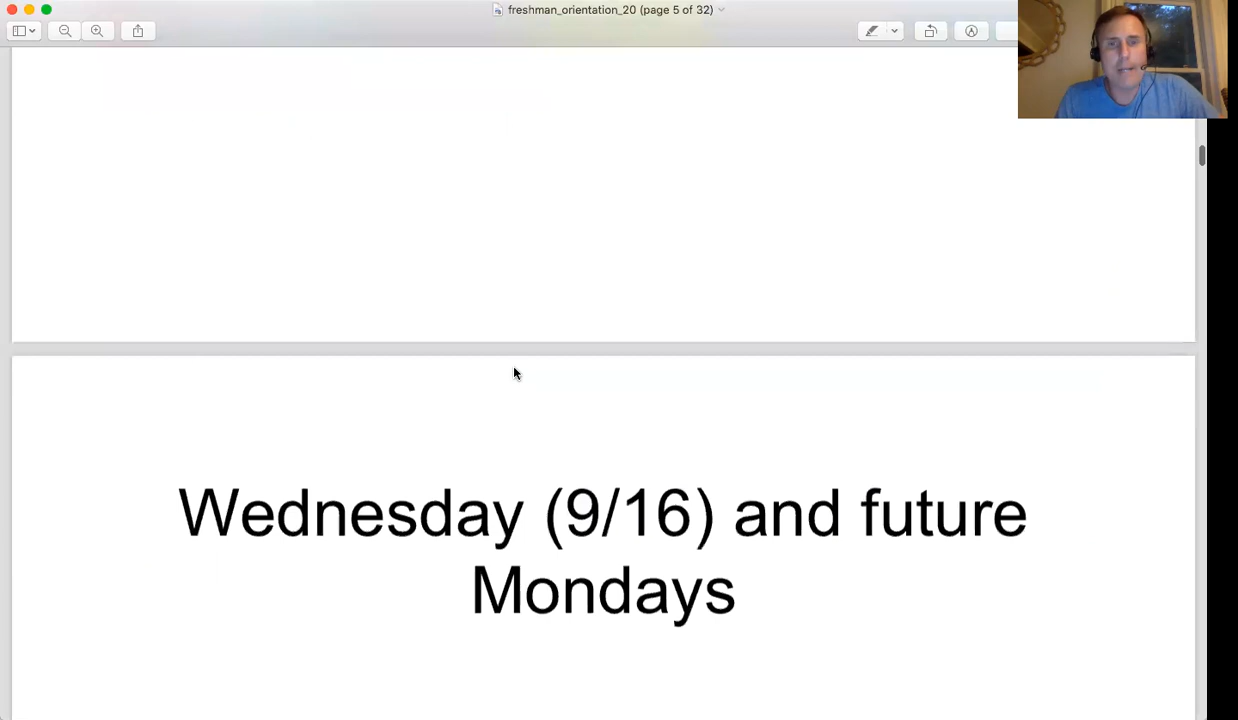 freshman_orientation_20 (page 5 of 32)
Wednesday (9/16) and future
Mondays